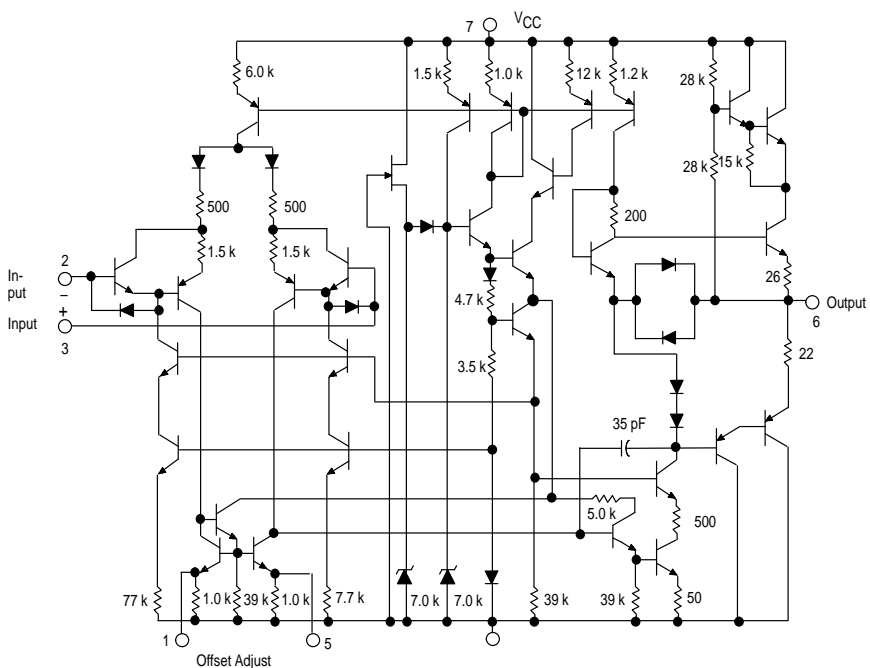 7
VCC
6.0 k
1.5 k
1.0 k
12 k
1.2 k
28 k
28 k
15 k
500
500
200
1.5 k
1.5 k
2
In-
put
−
+
Input
3
26
Output
6
4.7 k
22
3.5 k
35 pF
5.0 k
500
77 k
1.0 k
39 k
1.0 k
7.7 k
7.0 k
7.0 k
39 k
39 k
50
1
5
Offset Adjust